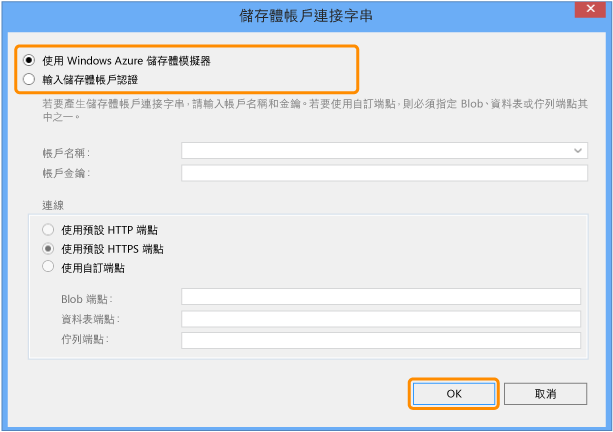 儲存體帳戶連接字串
使用 Windows Azure 儲存體模擬器
輸入儲存體帳戶認證
若要產生儲存體帳戶連接字串，請輸入帳戶名稱和金鑰。若要使用自訂端點，則必須指定 Blob、資料表或佇列端點其
中之一。
帳戶名稱：
帳戶金鑰：
連線
使用預設 HTTP 端點
使用預設 HTTPS 端點
使用自訂端點
Blob 端點：
資料表端點：
佇列端點：
OK
取消